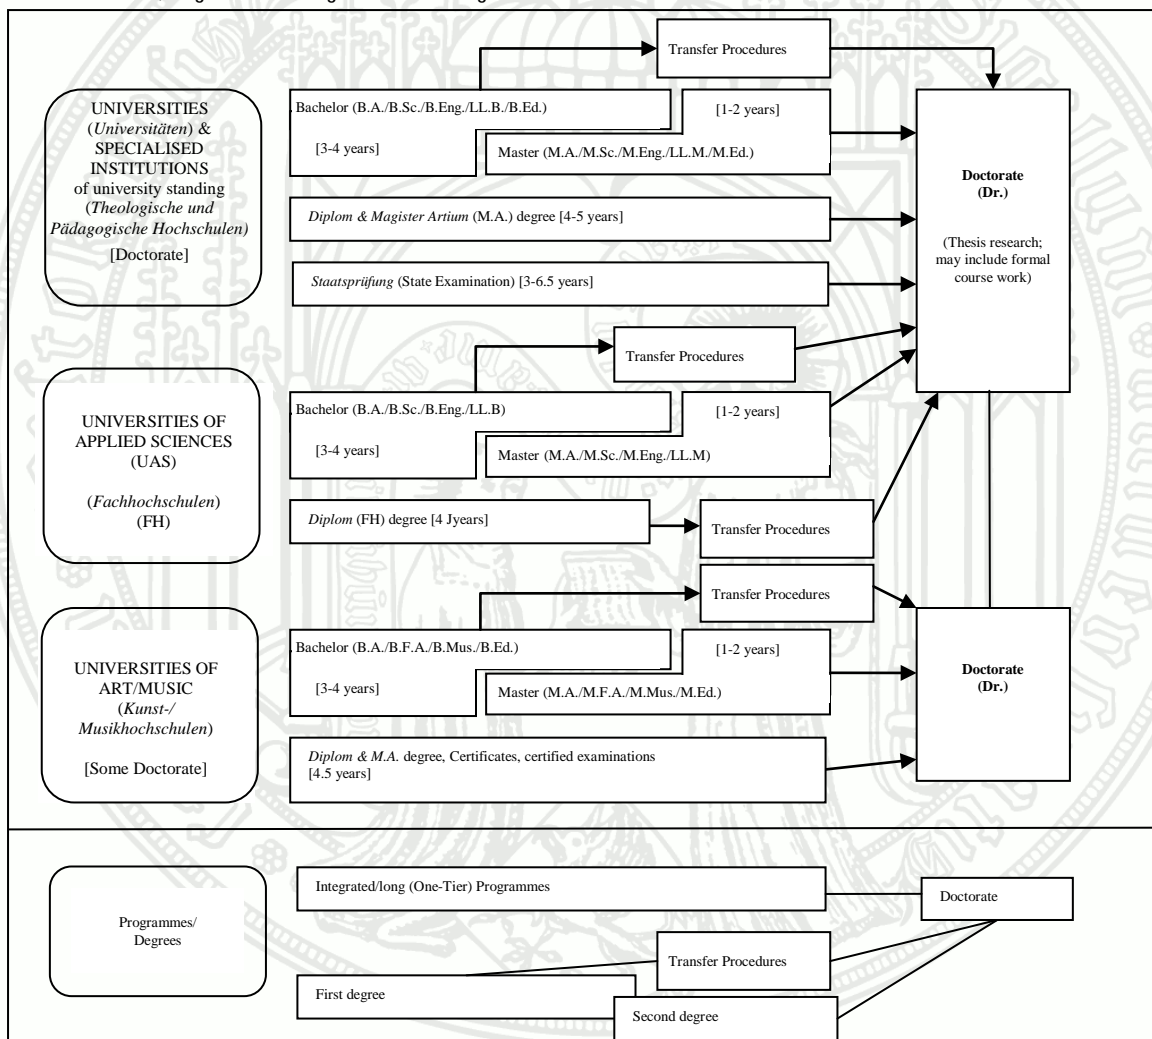 Transfer Procedures
UNIVERSITIES
(Universitäten) &
SPECIALISED
INSTITUTIONS
of university standing
(Theologische und
Pädagogische Hochschulen)
[Doctorate]
Bachelor (B.A./B.Sc./B.Eng./LL.B./B.Ed.)
[3-4 years]
[1-2 years]
Master (M.A./M.Sc./M.Eng./LL.M./M.Ed.)
Diplom & Magister Artium (M.A.) degree [4-5 years]
Staatsprüfung (State Examination) [3-6.5 years]
Doctorate
(Dr.)
(Thesis research;
may include formal
course work)
Transfer Procedures
UNIVERSITIES OF
APPLIED SCIENCES
(UAS)
(Fachhochschulen)
(FH)
Bachelor (B.A./B.Sc./B.Eng./LL.B)
[3-4 years]
[1-2 years]
Master (M.A./M.Sc./M.Eng./LL.M)
Diplom (FH) degree [4 Jyears]
Transfer Procedures
Transfer Procedures
UNIVERSITIES OF
ART/MUSIC
(Kunst-/
Musikhochschulen)
[Some Doctorate]
Bachelor (B.A./B.F.A./B.Mus./B.Ed.)
[3-4 years]
[1-2 years]
Master (M.A./M.F.A./M.Mus./M.Ed.)
Diplom & M.A. degree, Certificates, certified examinations
[4.5 years]
Doctorate
(Dr.)
Programmes/
Degrees
Integrated/long (One-Tier) Programmes
Doctorate
Transfer Procedures
First degree
Second degree